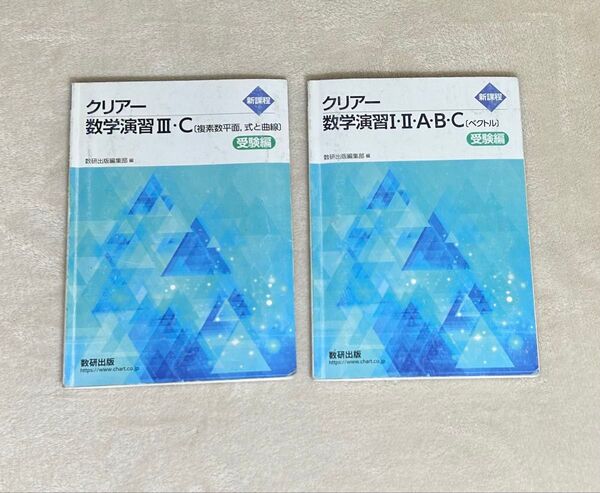 新課程
クリアー
数学演習Ⅲ・C〔複素数平面，式と曲線〕
受験編
数研出版編集部 編
数研出版
https://www.chart.co.jp
新課程
クリアー
数学演習Ⅰ・Ⅱ・A・B・C〔ベクトル〕
受験編
数研出版編集部 編
数研出版
https://www.chart.co.jp